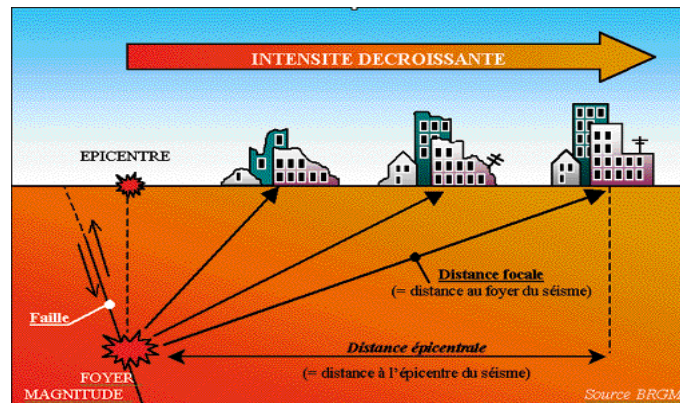 INTENSITE DECROISSANTE
EPICENTRE
Distance focale
(= distance au foyer du séisme)
Faille
Distance épicentrale
(= distance à l'épicentre du séisme)
FOYER
MAGNITUDE
Source BRGM